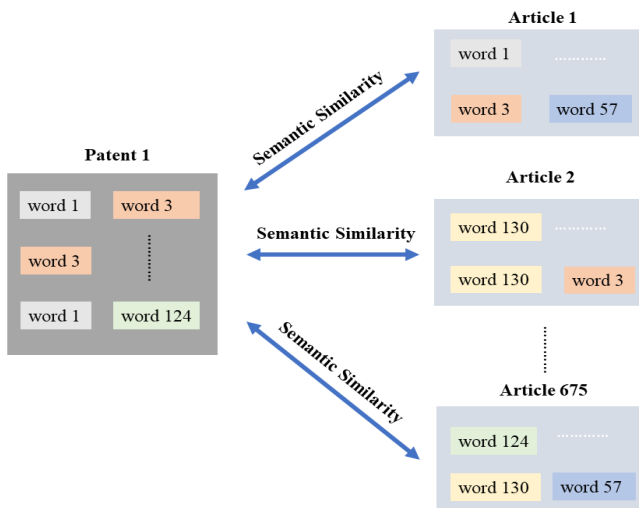 Patent 1
word 1 word 3
word 3
word 1 word 124
Semantic Similarity
Semantic Similarity
Semantic Similarity
Article 1
word 1 ............
word 3 word 57
Article 2
word 130 ............
word 130 word 3
Article 675
word 124 ............
word 130 word 57